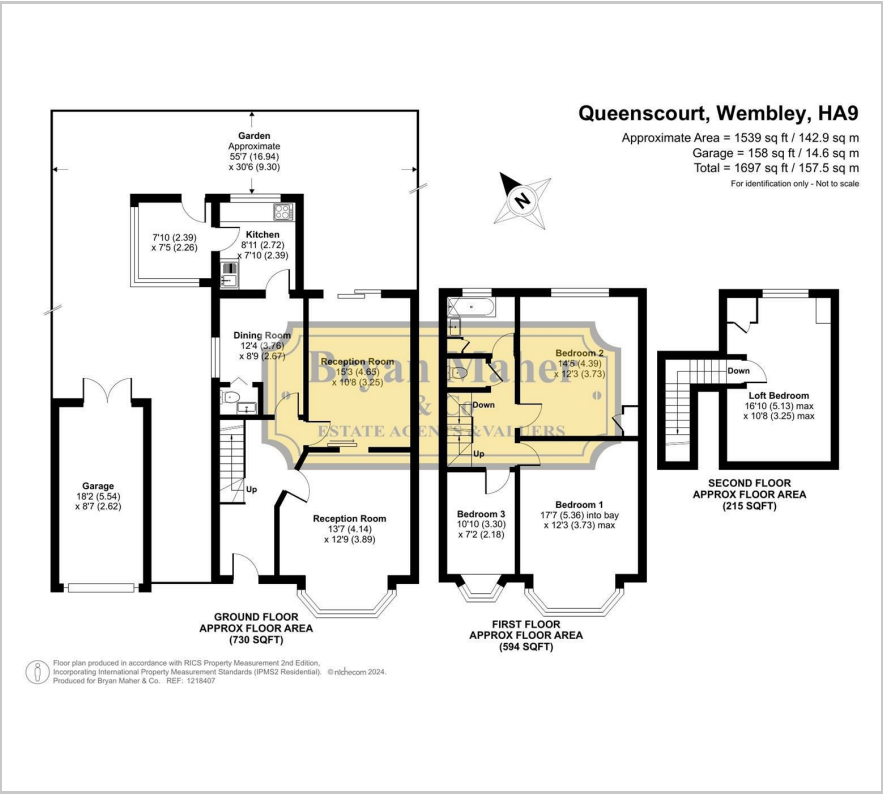 Queenscourt, Wembley, HA9
Approximate Area = 1539 sq ft / 142.9 sq m
Garage = 158 sq ft / 14.6 sq m
Total = 1697 sq ft / 157.5 sq m
For identification only - Not to scale
N
Garden
Approximate
55'7 (16.94)
x 30'6 (9.30)
7'10 (2.39)
x 7'5 (2.26)
Kitchen
8'11 (2.72)
x 7'10 (2.39)
Dining Room
12'4 (3.76)
x 8'9 (2.67)
Reception Room
15'3 (4.65)
x 10'8 (3.25)
Up
Garage
18'2 (5.54)
x 8'7 (2.62)
Reception Room
13'7 (4.14)
x 12'9 (3.89)
GROUND FLOOR
APPROX FLOOR AREA
(730 SQFT)
Bedroom 2
14'5 (4.39)
x 12'3 (3.73)
Down
Up
Bedroom 3
10'10 (3.30)
x 7'2 (2.18)
Bedroom 1
17'7 (5.36) into bay
x 12'3 (3.73) max
FIRST FLOOR
APPROX FLOOR AREA
(594 SQFT)
Down
Loft Bedroom
16'10 (5.13) max
x 10'8 (3.25) max
SECOND FLOOR
APPROX FLOOR AREA
(215 SQFT)
Bryan Maher
& Co
ESTATE AGENTS & VALUERS
Floor plan produced in accordance with RICS Property Measurement 2nd Edition,
Incorporating International Property Measurement Standards (IPMS2 Residential). © nichecom 2024.
Produced for Bryan Maher & Co. REF: 1218407